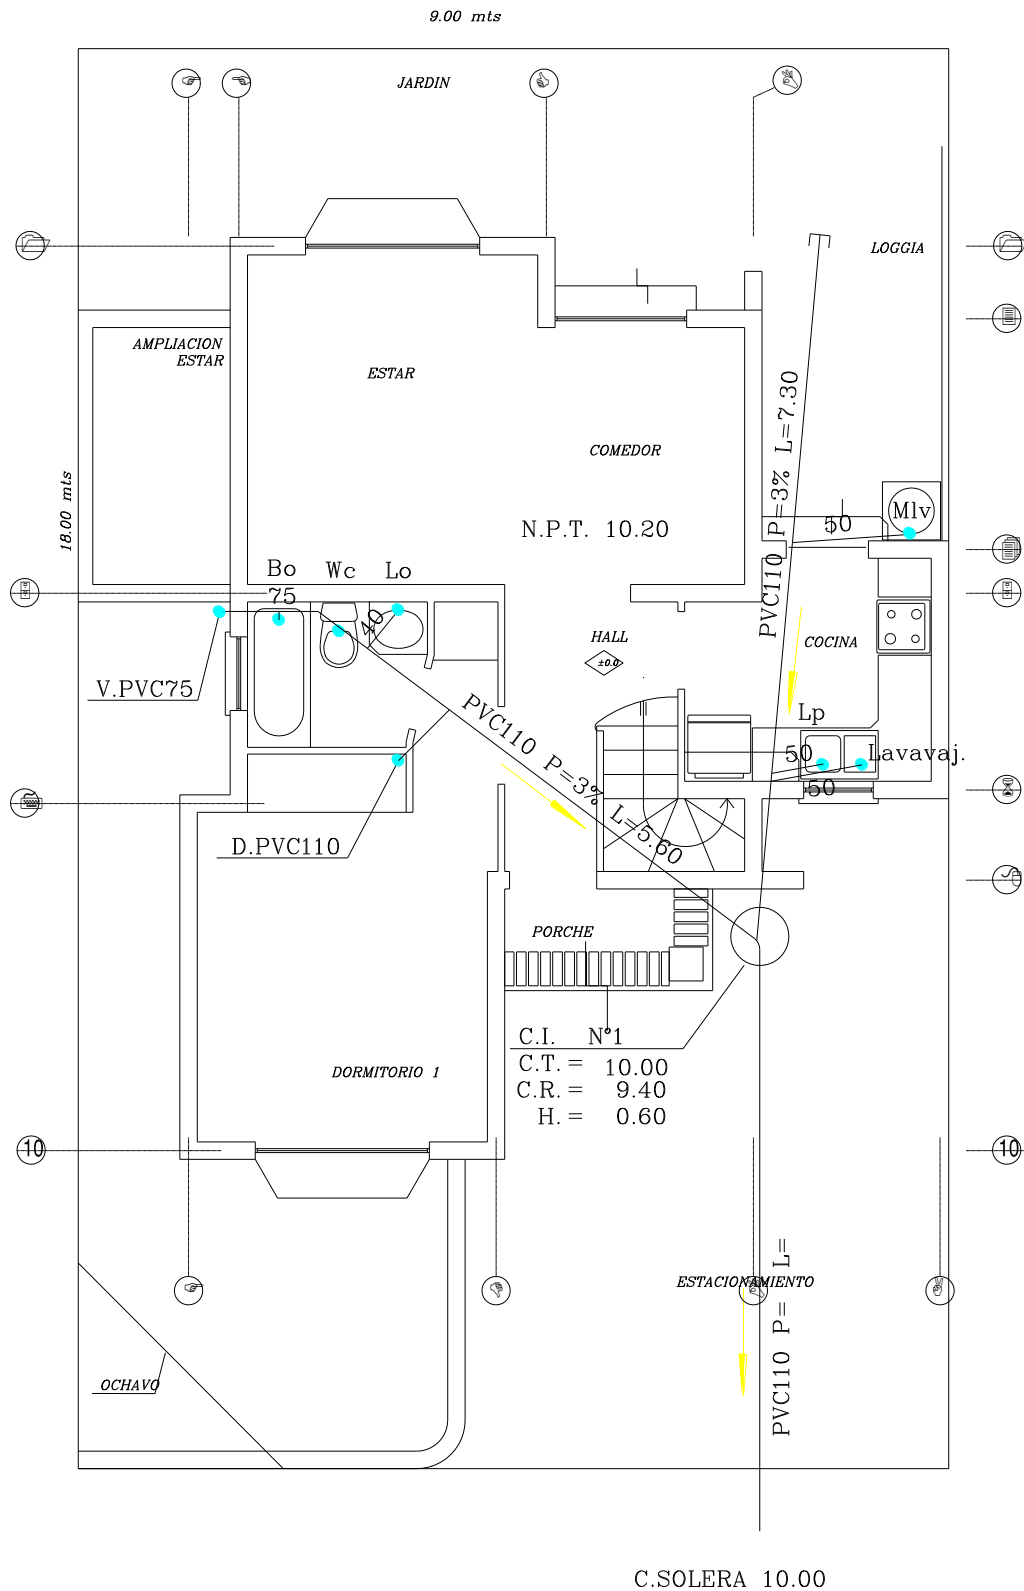 9.00 mts
JARDIN
LOGGIA
AMPLIACION
ESTAR
ESTAR
COMEDOR
18.00 mts
PVC110 P=3% L=7.30
N.P.T. 10.20
Mlv
50
Bo
Wc
Lo
75
40
HALL
±0.0
COCINA
V.PVC75
Lp
50
Lavavaj.
50
PVC110 P=3% L=5.60
D.PVC110
PORCHE
C.I. Nº1
C.T.= 10.00
C.R.= 9.40
H.= 0.60
DORMITORIO 1
10
10
ESTACIONAMIENTO
PVC110 P= L=
OCHAVO
C.SOLERA 10.00